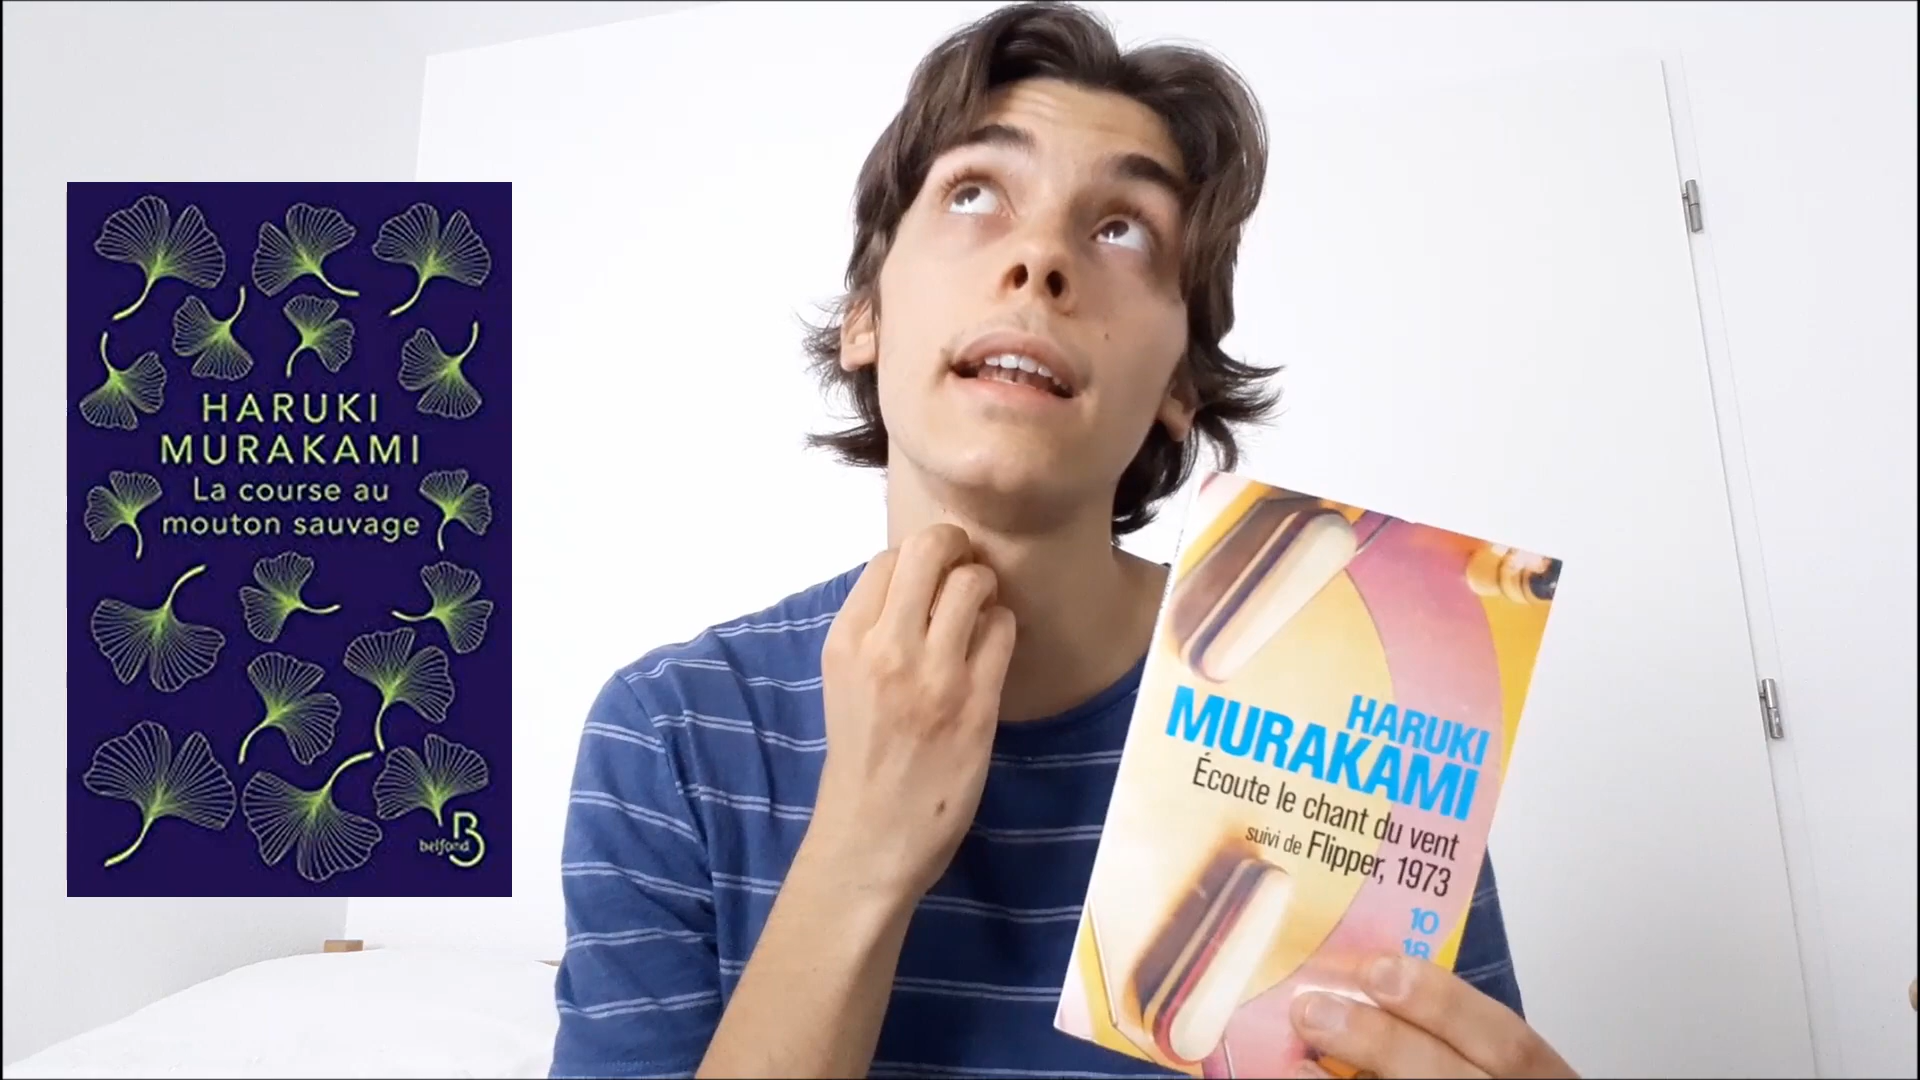 HARUKI
MURAKAMI
La course au
mouton sauvage
belfond
HARUKI
MURAKAMI
Écoute le chant du vent
suivi de Flipper, 1973
10
18